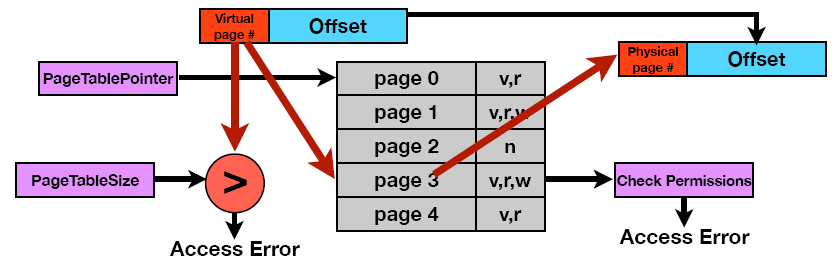 Virtual
page #
Offset
Physical
page #
Offset
PageTablePointer
page 0 v,r
page 1 v,r,w
page 2 n
page 3 v,r,w
page 4 v,r
PageTableSize
>
Check Permissions
Access Error
Access Error